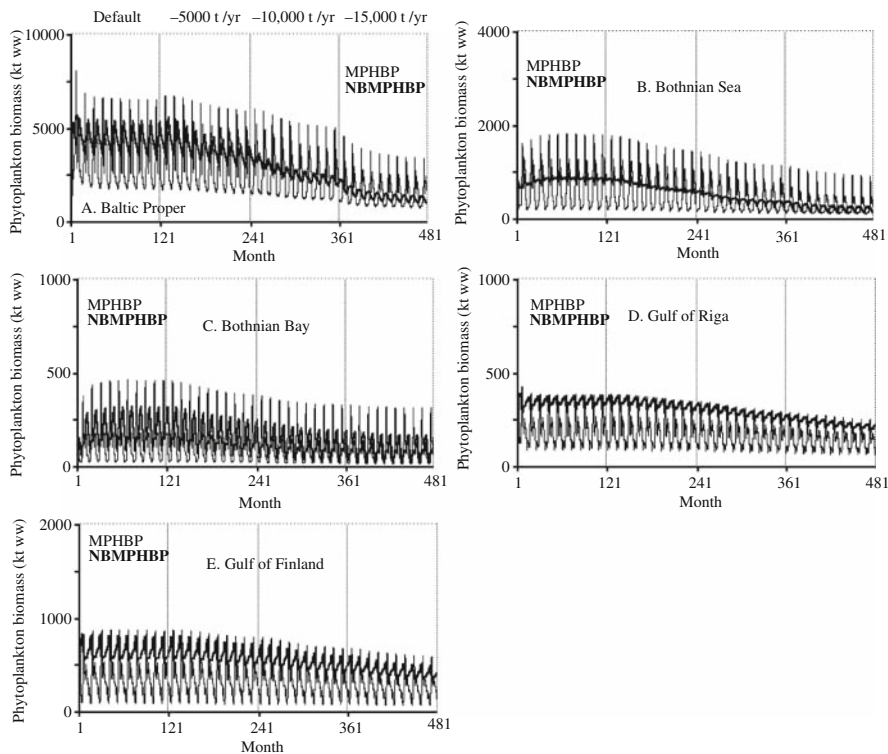 Default –5000 t /yr –10,000 t /yr –15,000 t /yr
Phytoplankton biomass (kt ww)
10000
5000
0
MPHBP
NBMPHBP
A. Baltic Proper
1 121 241 361 481
Month
Phytoplankton biomass (kt ww)
4000
2000
0
MPHBP
NBMPHBP
B. Bothnian Sea
1 121 241 361 481
Month
Phytoplankton biomass (kt ww)
1000
500
0
MPHBP
NBMPHBP
C. Bothnian Bay
1 121 241 361 481
Month
Phytoplankton biomass (kt ww)
1000
500
0
MPHBP
NBMPHBP
D. Gulf of Riga
1 121 241 361 481
Month
Phytoplankton biomass (kt ww)
2000
1000
0
MPHBP
NBMPHBP
E. Gulf of Finland
1 121 241 361 481
Month